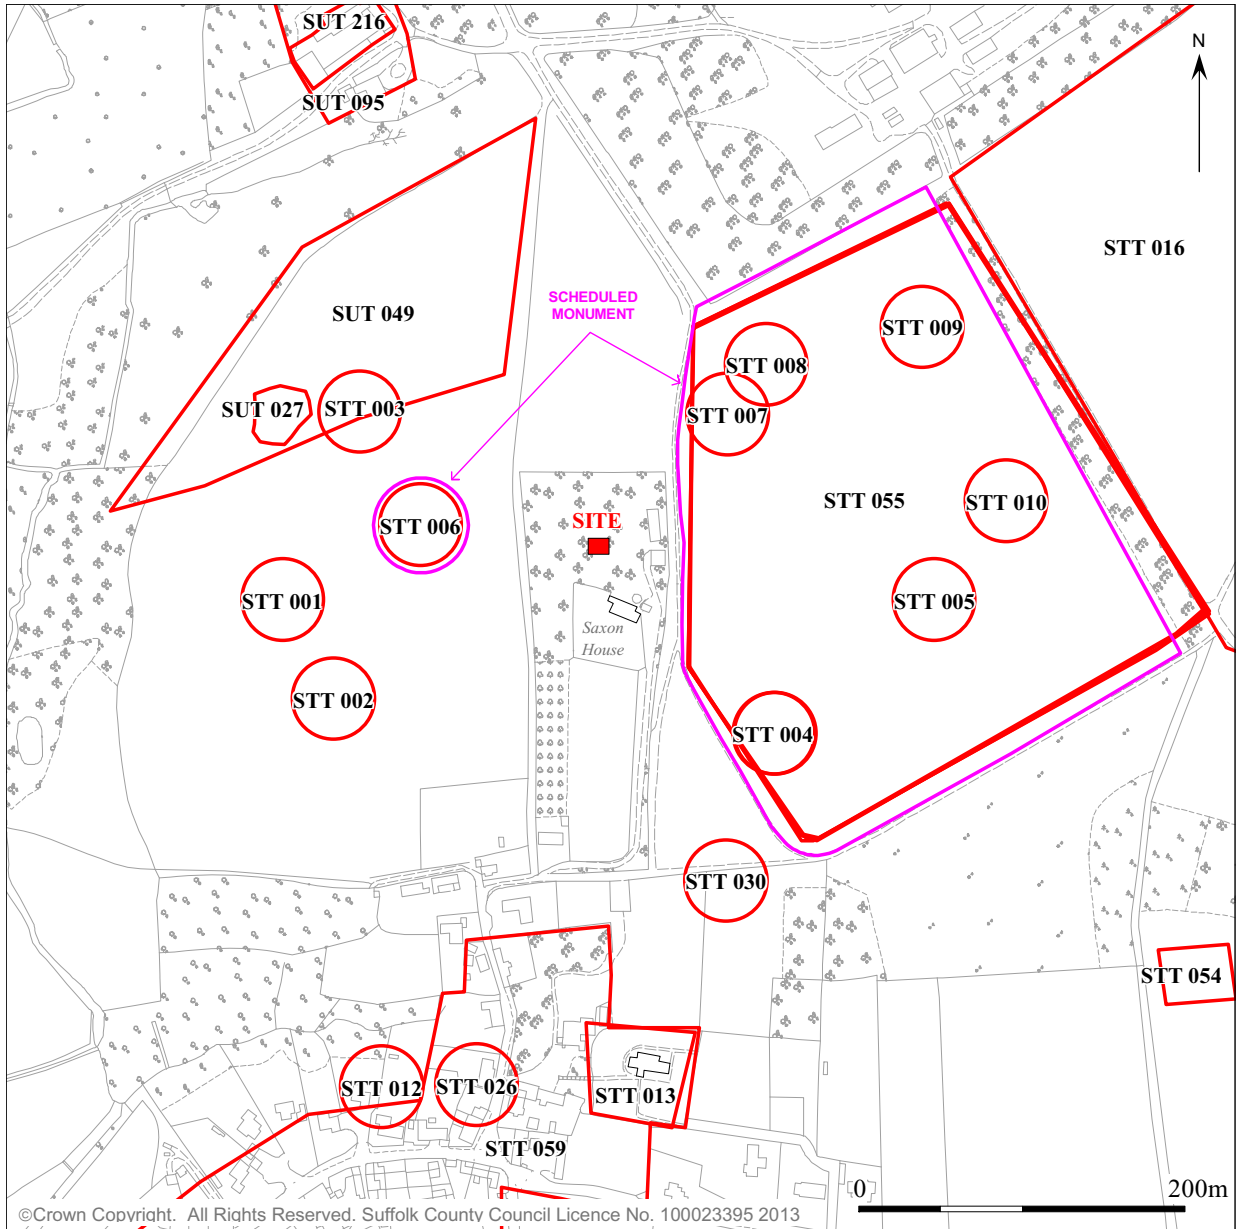 SUT 216
N
SUT 095
STT 016
SCHEDULED
MONUMENT
SUT 049
STT 009
STT 008
SUT 027
STT 003
STT 007
STT 055
STT 010
STT 006
SITE
STT 001
STT 005
Saxon
House
STT 002
STT 004
STT 030
STT 054
STT 012
STT 026
STT 013
STT 059
0
200m
©Crown Copyright. All Rights Reserved. Suffolk County Council Licence No. 100023395 2013